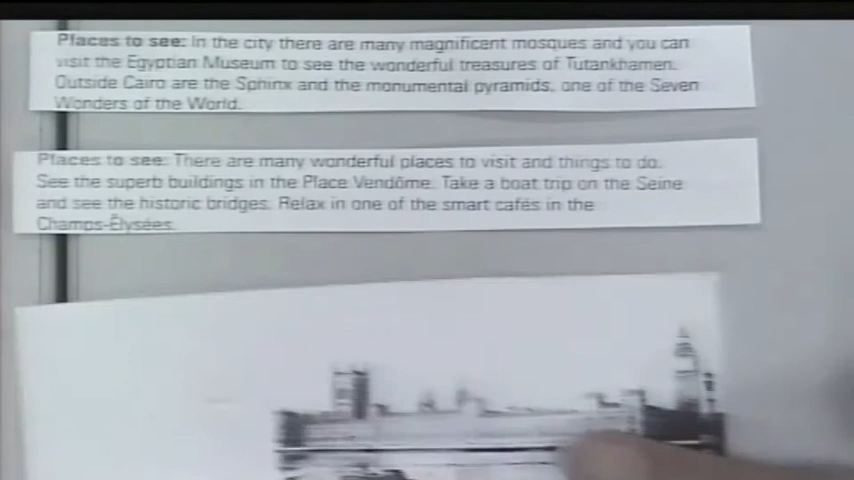 Places to see: In the city there are many magnificent mosques and you can
visit the Egyptian Museum to see the wonderful treasures of Tutankhamen.
Outside Cairo are the Sphinx and the monumental pyramids, one of the Seven
Wonders of the World.
Places to see: There are many wonderful places to visit and things to do.
See the superb buildings in the Place Vendôme. Take a boat trip on the Seine
and see the historic bridges. Relax in one of the smart cafés in the
Champs-Élysées.